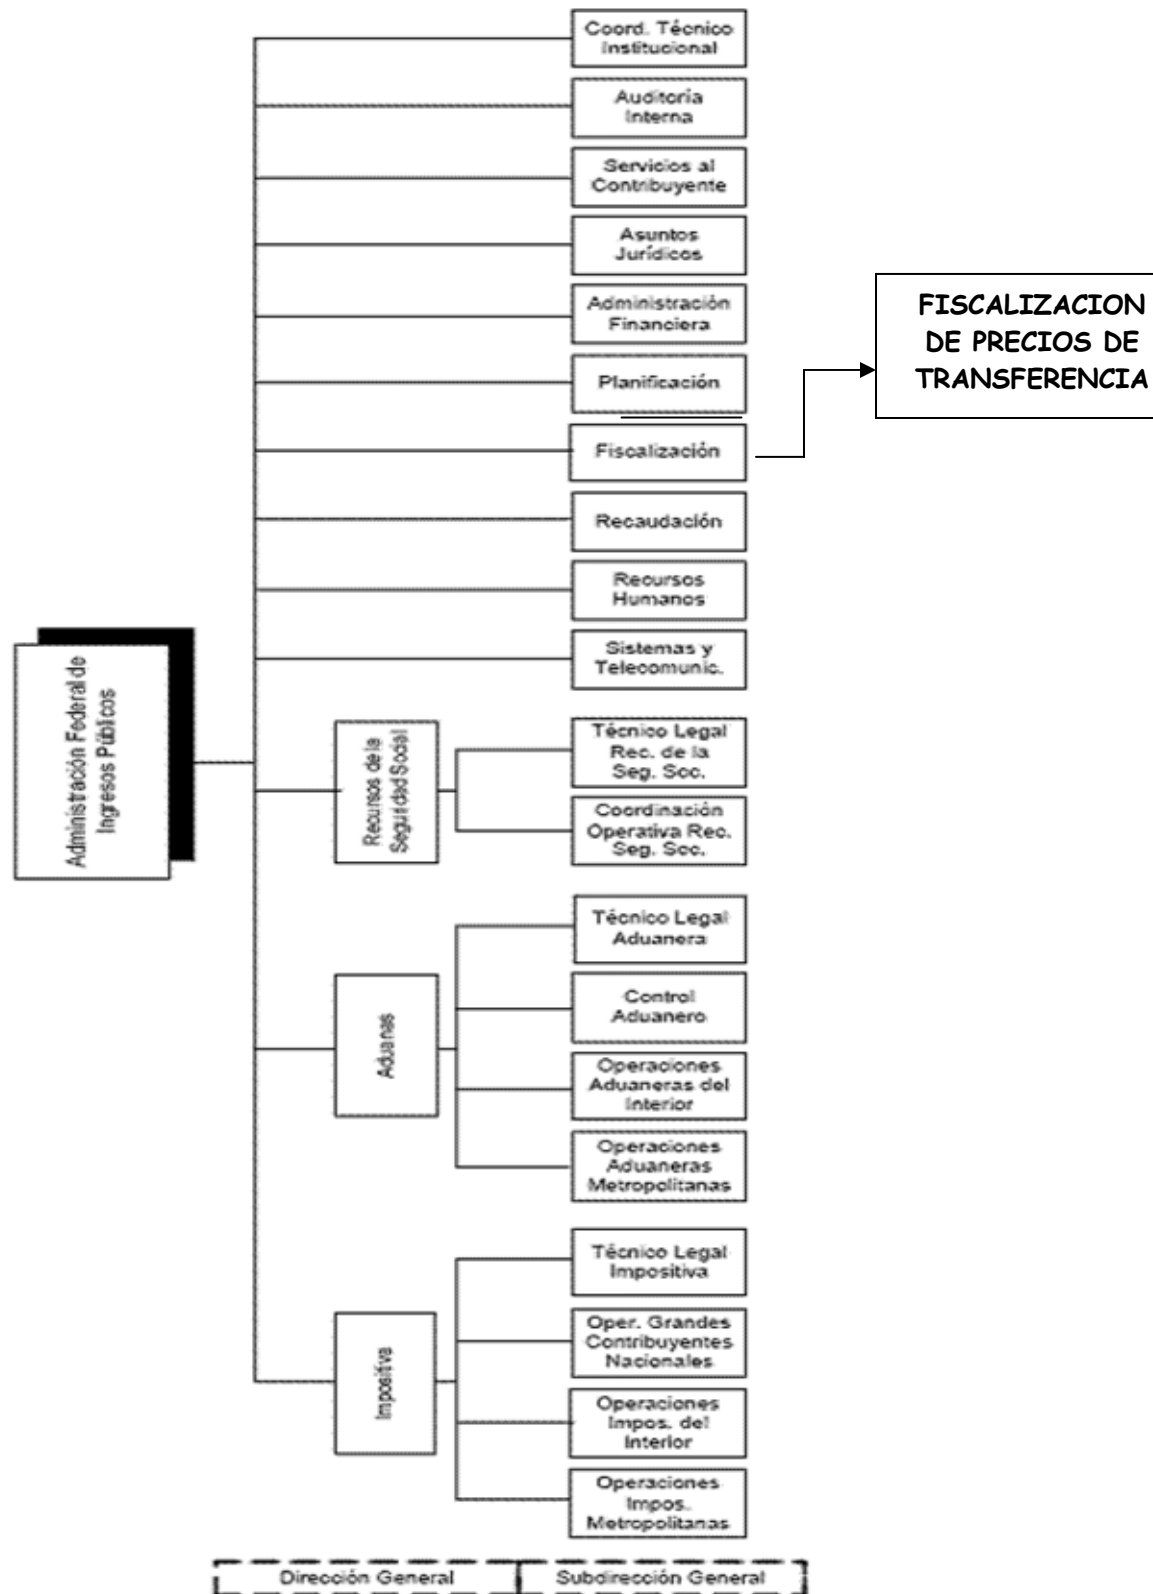 Coord. Técnico
Institucional
Auditoría
Interna
Servicios al
Contribuyente
Asuntos
Jurídicos
Administración
Financiera
Planificación
Fiscalización
FISCALIZACION
DE PRECIOS DE
TRANSFERENCIA
Recaudación
Recursos
Humanos
Sistemas y
Telecomunic.
Administración Federal de
Ingresos Públicos
Recursos de la
Seguridad Social
Técnico Legal
Rec. de la
Seg. Soc.
Coordinación
Operativa Rec.
Seg. Soc.
Aduanas
Técnico Legal
Aduanera
Control
Aduanero
Operaciones
Aduaneras del
Interior
Operaciones
Aduaneras
Metropolitanas
Impositiva
Técnico Legal
Impositiva
Oper. Grandes
Contribuyentes
Nacionales
Operaciones
Impos. del
Interior
Operaciones
Impos.
Metropolitanas
Dirección General
Subdirección General